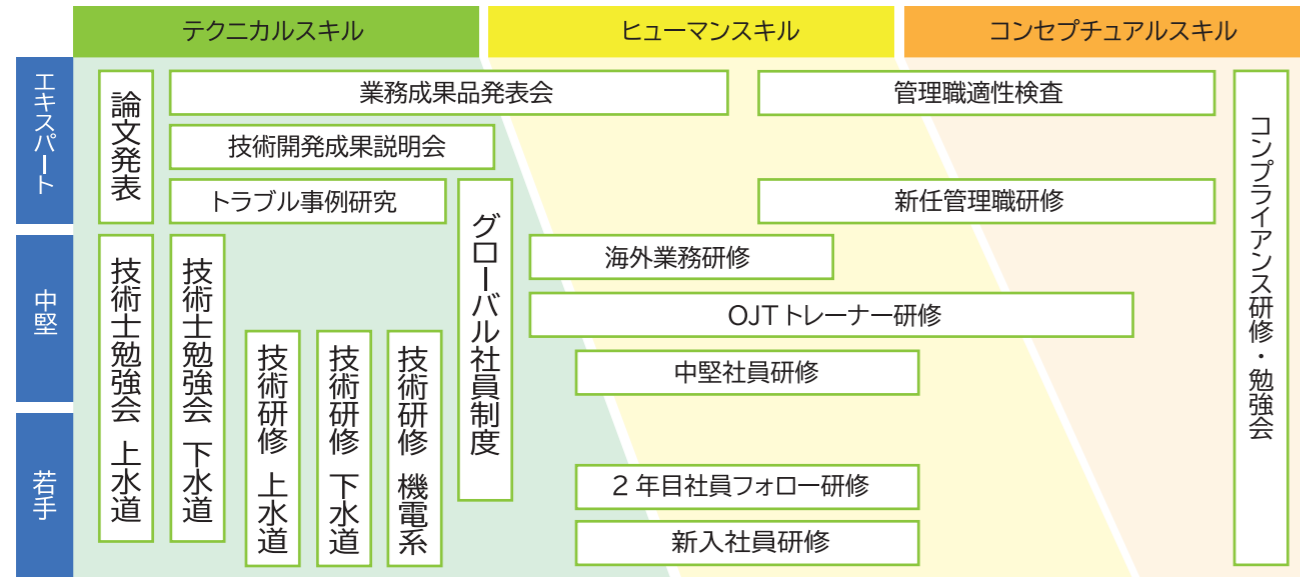 テクニカルスキル
ヒューマンスキル
コンセプチュアルスキル
エキスパート
論文発表
業務成果品発表会
管理職適性検査
技術開発成果説明会
トラブル事例研究
新任管理職研修
グローバル社員制度
コンプライアンス研修・勉強会
中堅
技術士勉強会 上水道
技術士勉強会 下水道
海外業務研修
OJTトレーナー研修
技術研修 上水道
技術研修 下水道
技術研修 機電系
中堅社員研修
若手
2年目社員フォロー研修
新入社員研修